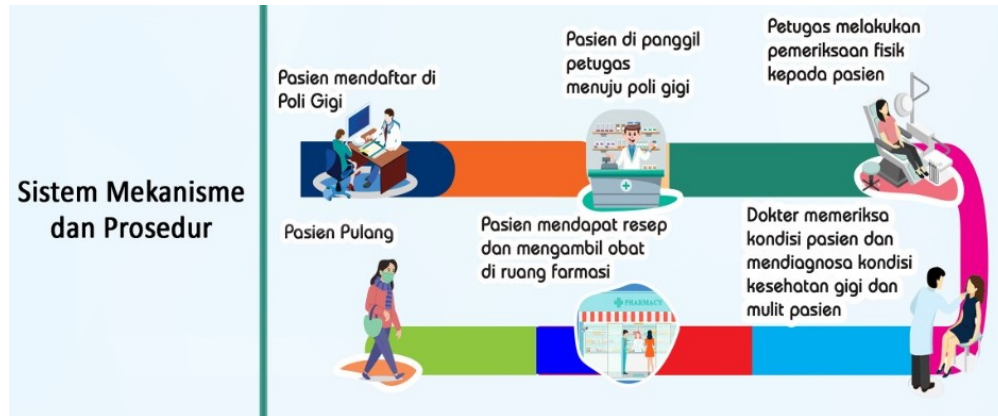 Sistem Mekanisme
dan Prosedur
Pasien mendaftar di
Poli Gigi
Pasien di panggil
petugas
menuju poli gigi
Petugas melakukan
pemeriksaan fisik
kepada pasien
Dokter memeriksa
kondisi pasien dan
mendiagnosa kondisi
kesehatan gigi dan
mulit pasien
Pasien mendapat resep
dan mengambil obat
di ruang farmasi
PHARMACY
Pasien Pulang